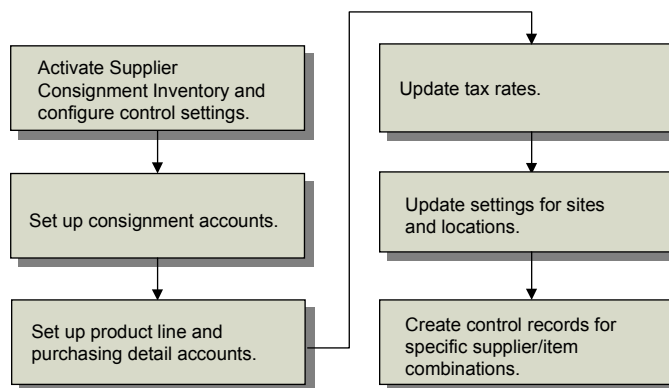 Activate Supplier
Consignment Inventory and
configure control settings.
Set up consignment accounts.
Set up product line and
purchasing detail accounts.
Update tax rates.
Update settings for sites
and locations.
Create control records for
specific supplier/item
combinations.